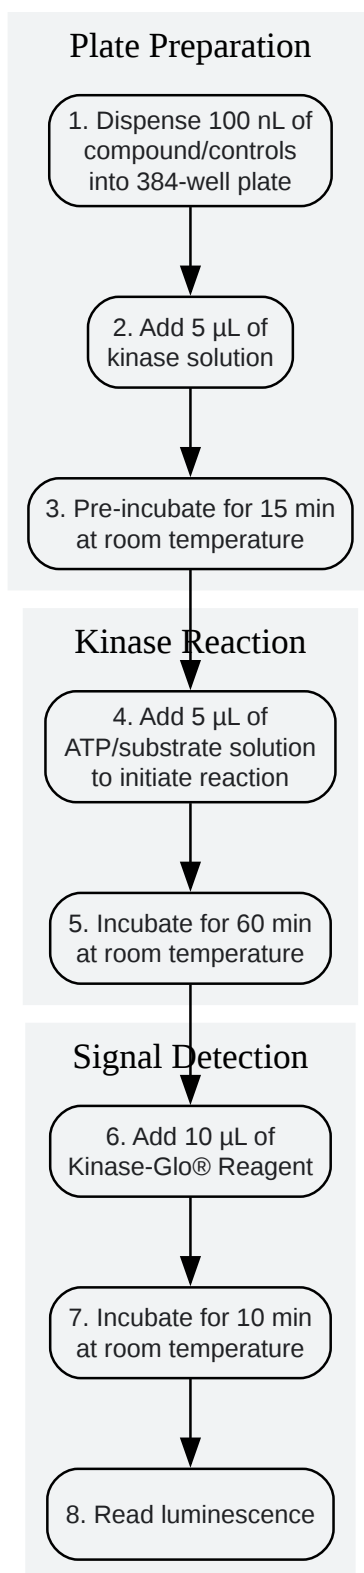 Plate Preparation
1. Dispense 100 nL of
compound/controls
into 384-well plate
2. Add 5 µL of
kinase solution
3. Pre-incubate for 15 min
at room temperature
Kinase Reaction
4. Add 5 µL of
ATP/substrate solution
to initiate reaction
5. Incubate for 60 min
at room temperature
Signal Detection
6. Add 10 µL of
Kinase-Glo® Reagent
7. Incubate for 10 min
at room temperature
8. Read luminescence